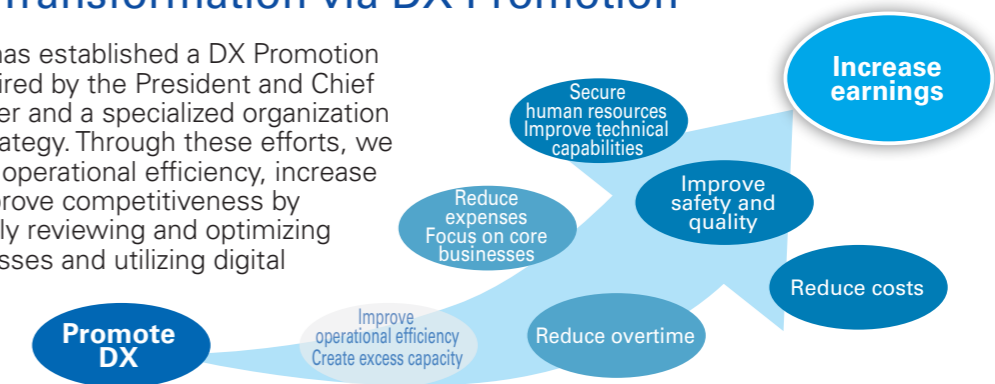 Transformation via DX Promotion
has established a DX Promotion
ired by the President and Chief
er and a specialized organization
ategy. Through these efforts, we
operational efficiency, increase
prove competitiveness by
ly reviewing and optimizing
sses and utilizing digital
Increase
earnings
Secure
human resources
Improve technical
capabilities
Improve
safety and
quality
Reduce
expenses
Focus on core
businesses
Reduce costs
Promote
DX
Improve
operational efficiency
Create excess capacity
Reduce overtime